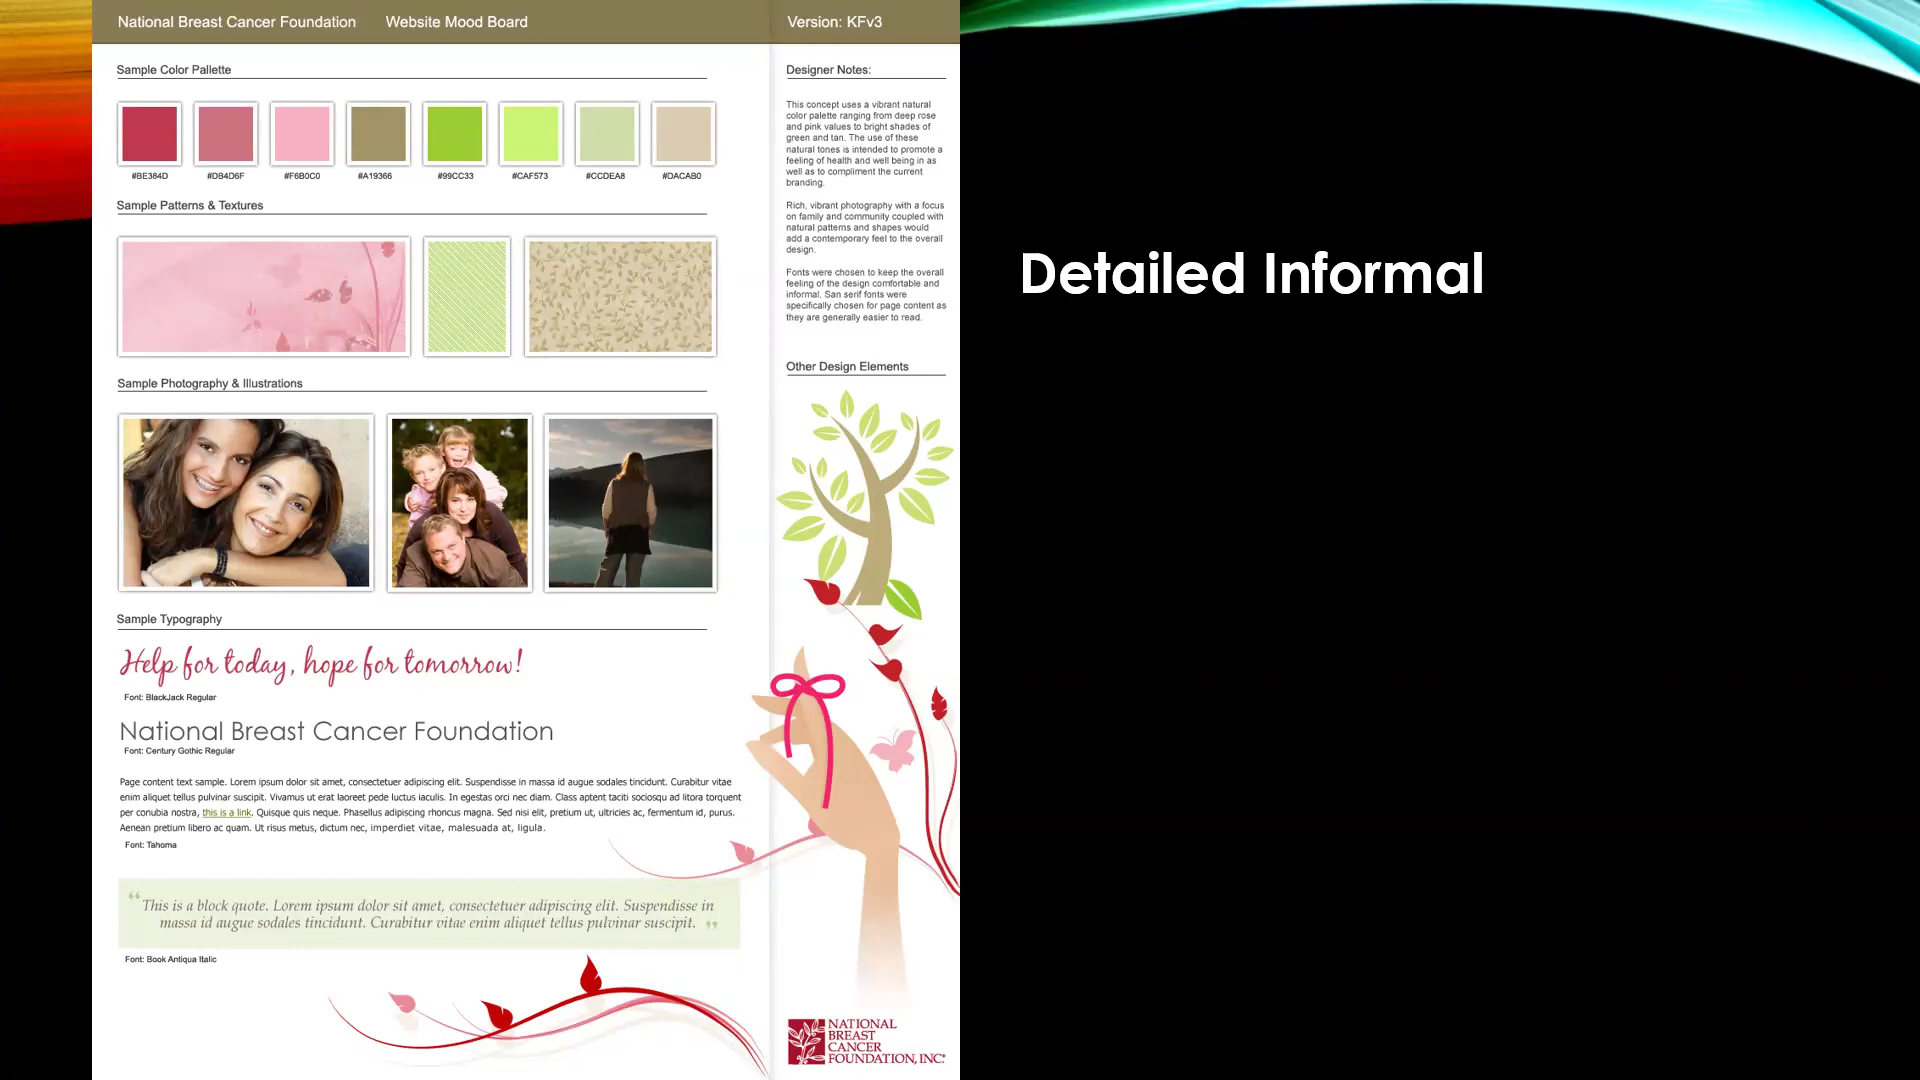 National Breast Cancer Foundation Website Mood Board Version: KFv3
Sample Color Pallette
#BE384D #DB4D6F #F6B0C0 #A19366 #99CC33 #CAF573 #CCDEA8 #DACAB0
Sample Patterns & Textures
Sample Photography & Illustrations
Sample Typography
Help for today, hope for tomorrow!
Font: BlackJack Regular
National Breast Cancer Foundation
Font: Century Gothic Regular
Page content text sample. Lorem ipsum dolor sit amet, consectetuer adipiscing elit. Suspendisse in massa id augue sodales tincidunt. Curabitur vitae
enim aliquet tellus pulvinar suscipit. Vivamus ut erat laoreet pede luctus iaculis. In egestas orci nec diam. Class aptent taciti sociosqu ad litora torquent
per conubia nostra, this is a link. Quisque quis neque. Phasellus adipiscing rhoncus magna. Sed nisi elit, pretium ut, ultricies ac, fermentum id, purus.
Aenean pretium libero ac quam. Ut risus metus, dictum nec, imperdiet vitae, malesuada at, ligula.
Font: Tahoma
“ This is a block quote. Lorem ipsum dolor sit amet, consectetuer adipiscing elit. Suspendisse in
massa id augue sodales tincidunt. Curabitur vitae enim aliquet tellus pulvinar suscipit. ”
Font: Book Antiqua Italic
Designer Notes:
This concept uses a vibrant natural
color palette ranging from deep rose
and pink values to bright shades of
green and tan. The use of these
natural tones is intended to promote a
feeling of health and well being in as
well as to compliment the current
branding.
Rich, vibrant photography with a focus
on family and community coupled with
natural patterns and shapes would
add a contemporary feel to the overall
design.
Fonts were chosen to keep the overall
feeling of the design comfortable and
informal. San serif fonts were
specifically chosen for page content as
they are generally easier to read.
Other Design Elements
NATIONAL
BREAST
CANCER
FOUNDATION, INC.®
Detailed Informal